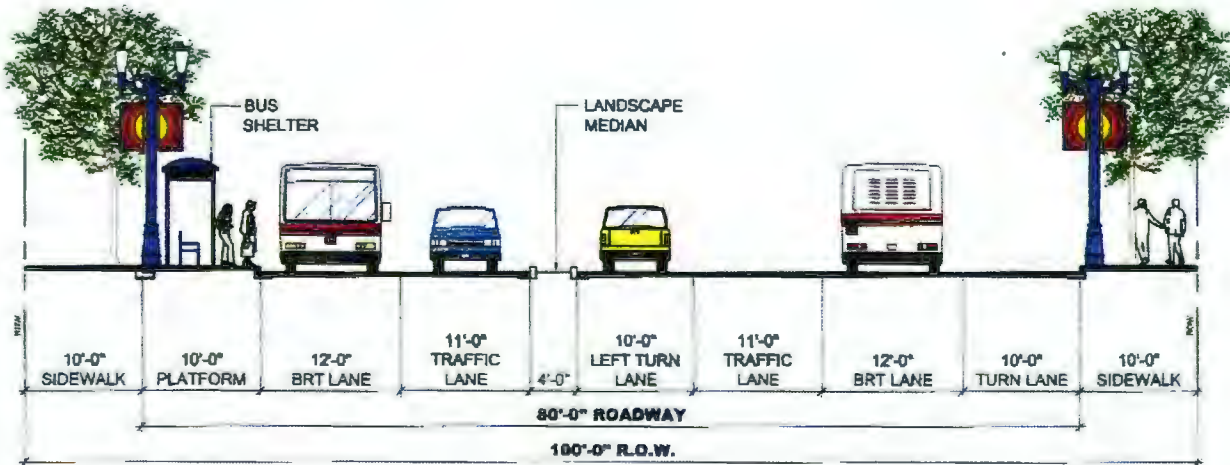 BUS
SHELTER
LANDSCAPE
MEDIAN
10'-0"
SIDEWALK
10'-0"
PLATFORM
12'-0"
BRT LANE
11'-0"
TRAFFIC
LANE
4'-0"
10'-0"
LEFT TURN
LANE
11'-0"
TRAFFIC
LANE
12'-0"
BRT LANE
10'-0"
TURN LANE
10'-0"
SIDEWALK
80'-0" ROADWAY
100'-0" R.O.W.